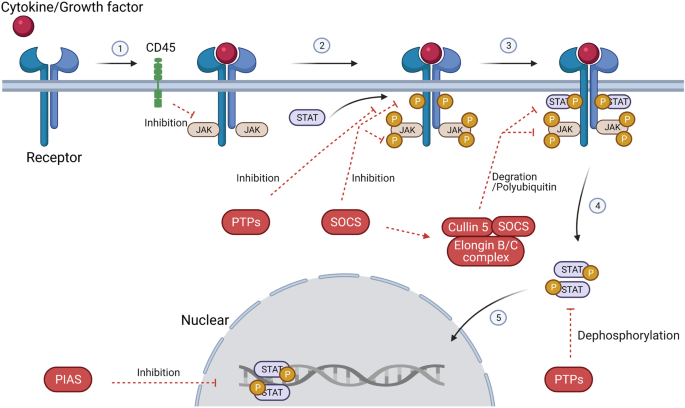 Cytokine/Growth factor
1
CD45
2
3
Inhibition
STAT
JAK
JAK
Receptor
P
P
P
JAK
P
JAK
P
P
STAT
P
P
STAT
P
JAK
P
JAK
P
P
Inhibition
Inhibition
Degration
/Polyubiquitin
PTPs
SOCS
Cullin 5
SOCS
Elongin B/C
complex
4
STAT
P
P
STAT
Nuclear
5
Dephosphorylation
PIAS
Inhibition
STAT
P
P
STAT
PTPs